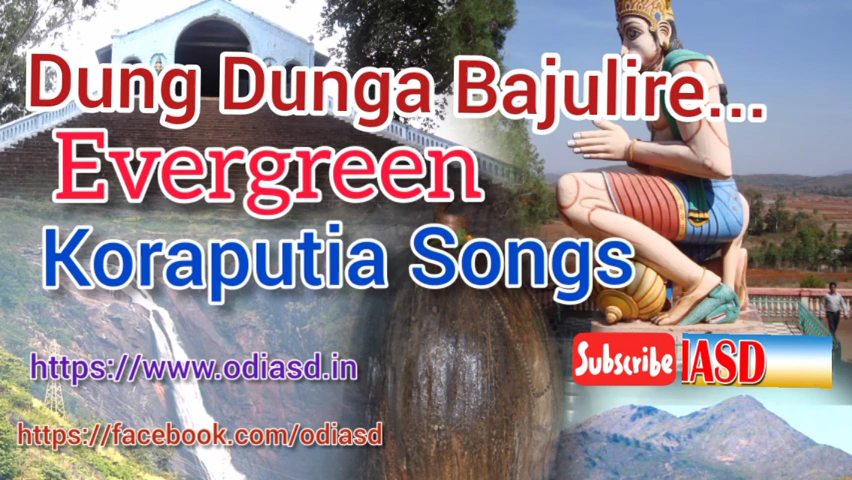 Dung Dunga Bajulire...
Evergreen
Koraputia Songs
https://www.odiasd.in
Subscribe IASD
https://facebook.com/odiasd